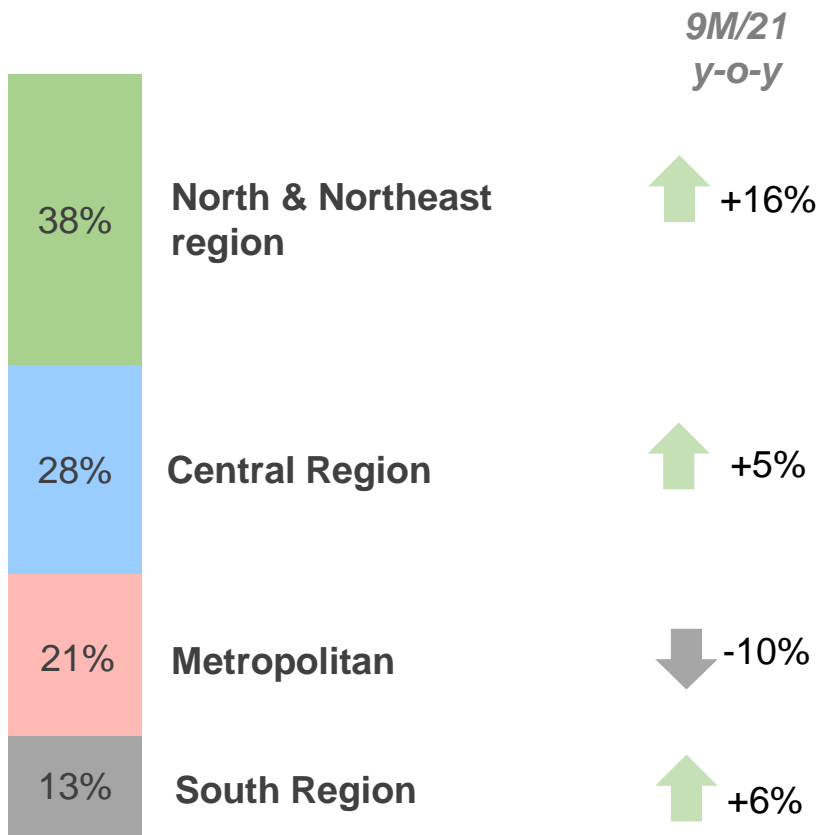 9M/21
y-o-y
38%
North & Northeast
region
+16%
28%
Central Region
+5%
21%
Metropolitan
-10%
13%
South Region
+6%